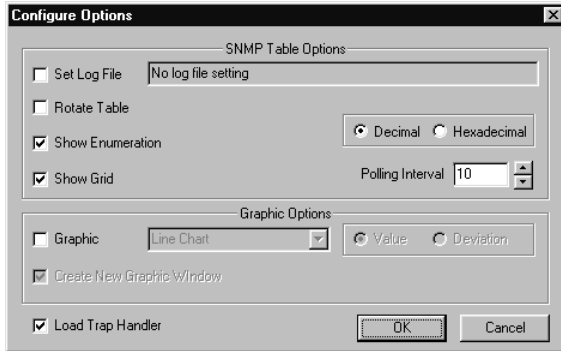 Configure Options
SNMP Table Options
Set Log File No log file setting
Rotate Table
Show Enumeration
Decimal Hexadecimal
Show Grid
Polling Interval 10
Graphic Options
Graphic Line Chart Value Deviation
Create New Graphic WIndow
Load Trap Handler OK Cancel